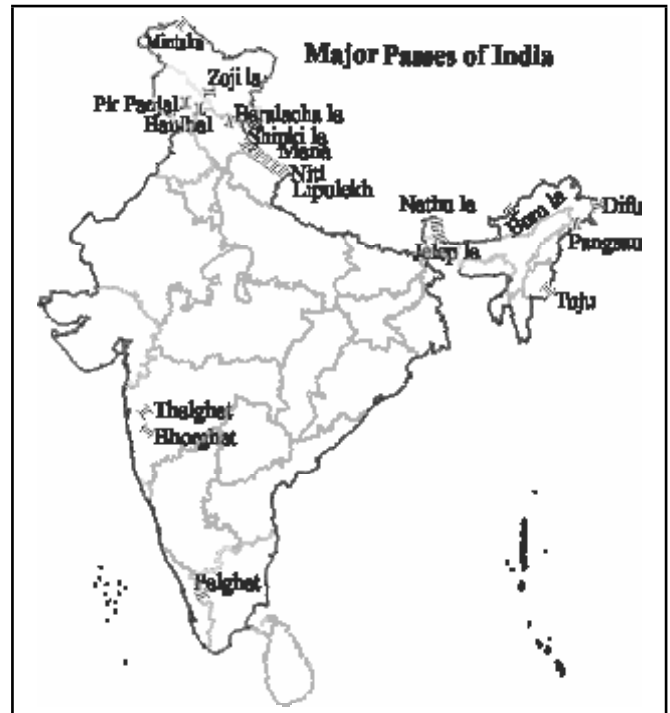 Mintaka
Major Passes of India
Zoji la
Pir Panjal
Banihal
Baralacha la
Shipki la
Mana
Niti
Lipulekh
Nathu la
Jelep la
Bom la
Pangsau
Tuju
Thalghat
Bhorghat
Palghat